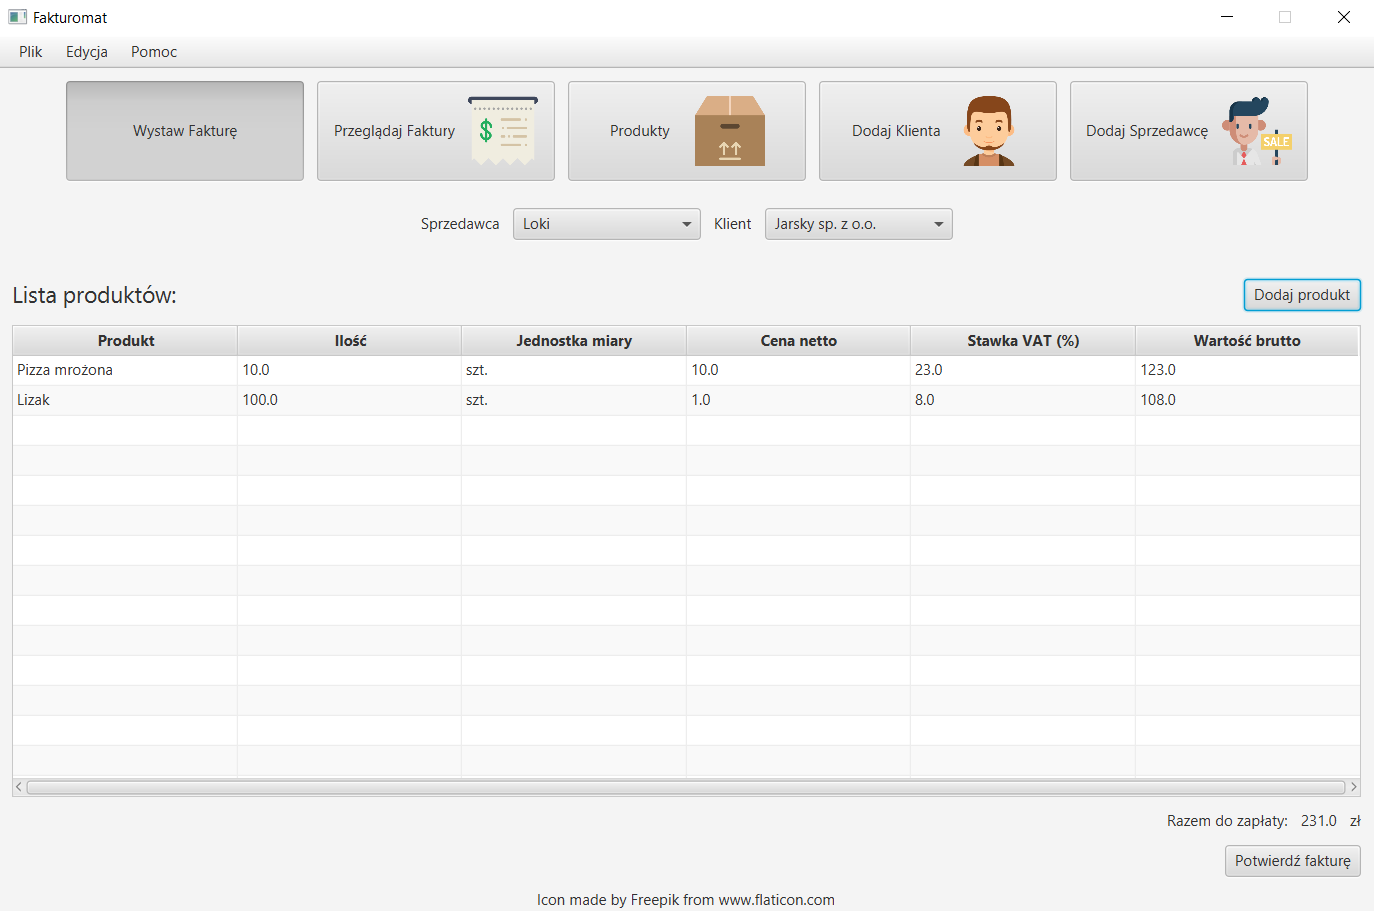 Fakturomat
Plik Edycja Pomoc
Wystaw Fakturę
Przeglądaj Faktury
$
Produkty
Dodaj Klienta
Dodaj Sprzedawcę
SALE
Sprzedawca Loki Klient Jarsky sp. z o.o.
Lista produktów: Dodaj produkt
Produkt Ilość Jednostka miary Cena netto Stawka VAT (%) Wartość brutto
Pizza mrożona 10.0 szt. 10.0 23.0 123.0
Lizak 100.0 szt. 1.0 8.0 108.0
Razem do zapłaty: 231.0 zł
Potwierdź fakturę
Icon made by Freepik from www.flaticon.com